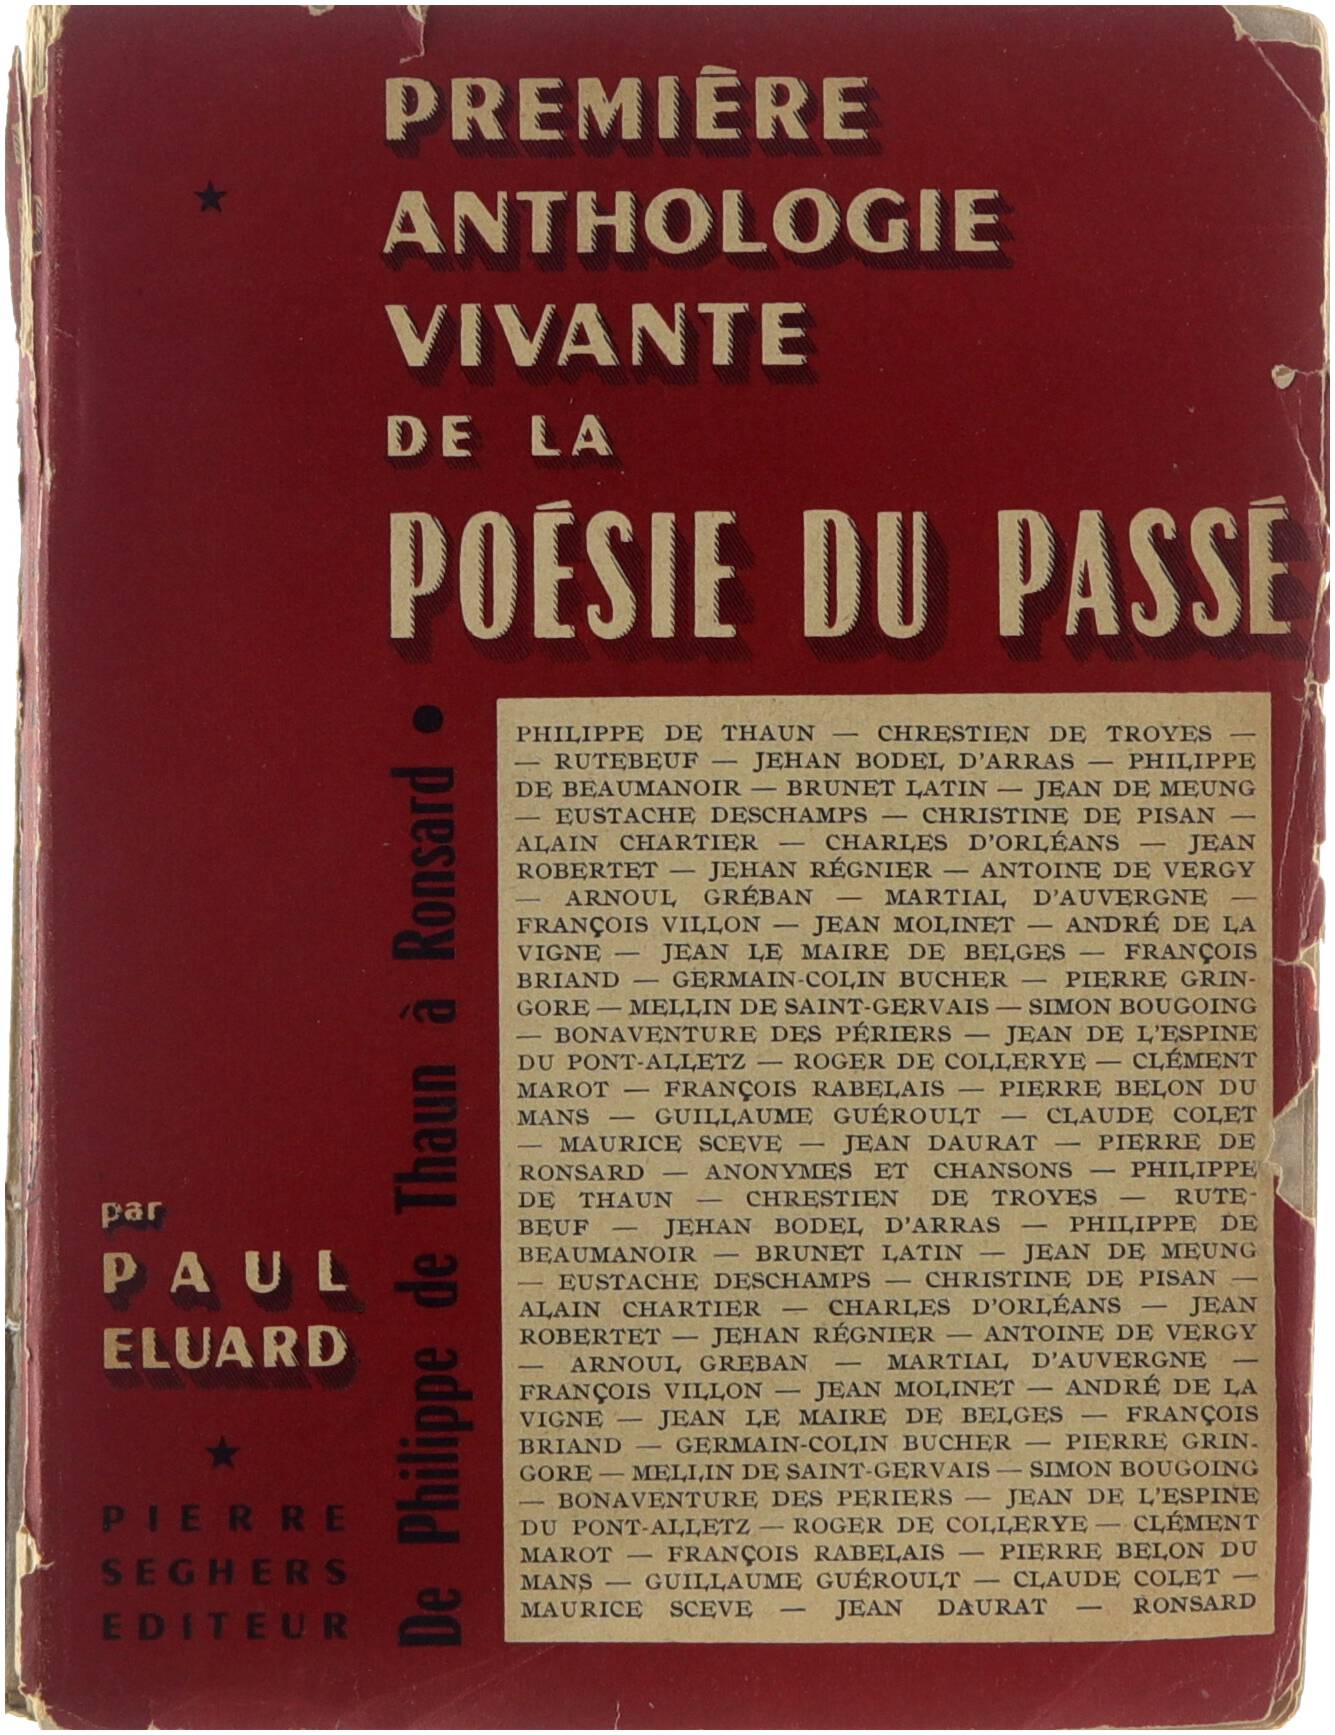 PREMIÈRE
ANTHOLOGIE
VIVANTE
DE LA
POÉSIE DU PASSÉ
De Philippe de Thaun à Ronsard •
PHILIPPE DE THAUN — CHRESTIEN DE TROYES —
— RUTEBEUF — JEHAN BODEL D'ARRAS — PHILIPPE
DE BEAUMANOIR — BRUNET LATIN — JEAN DE MEUNG
— EUSTACHE DESCHAMPS — CHRISTINE DE PISAN —
ALAIN CHARTIER — CHARLES D'ORLÉANS — JEAN
ROBERTET — JEHAN RÉGNIER — ANTOINE DE VERGY
— ARNOUL GRÉBAN — MARTIAL D'AUVERGNE —
FRANÇOIS VILLON — JEAN MOLINET — ANDRÉ DE LA
VIGNE — JEAN LE MAIRE DE BELGES — FRANÇOIS
BRIAND — GERMAIN-COLIN BUCHER — PIERRE GRIN-
GORE — MELLIN DE SAINT-GERVAIS — SIMON BOUGOING
— BONAVENTURE DES PÉRIERS — JEAN DE L'ESPINE
DU PONT-ALLETZ — ROGER DE COLLERYE — CLÉMENT
MAROT — FRANÇOIS RABELAIS — PIERRE BELON DU
MANS — GUILLAUME GUÉROULT — CLAUDE COLET
— MAURICE SCEVE — JEAN DAURAT — PIERRE DE
RONSARD — ANONYMES ET CHANSONS — PHILIPPE
DE THAUN — CHRESTIEN DE TROYES — RUTE-
BEUF — JEHAN BODEL D'ARRAS — PHILIPPE DE
BEAUMANOIR — BRUNET LATIN — JEAN DE MEUNG
— EUSTACHE DESCHAMPS — CHRISTINE DE PISAN —
ALAIN CHARTIER — CHARLES D'ORLÉANS — JEAN
ROBERTET — JEHAN RÉGNIER — ANTOINE DE VERGY
— ARNOUL GREBAN — MARTIAL D'AUVERGNE —
FRANÇOIS VILLON — JEAN MOLINET — ANDRÉ DE LA
VIGNE — JEAN LE MAIRE DE BELGES — FRANÇOIS
BRIAND — GERMAIN-COLIN BUCHER — PIERRE GRIN-
GORE — MELLIN DE SAINT-GERVAIS — SIMON BOUGOING
— BONAVENTURE DES PERIERS — JEAN DE L'ESPINE
DU PONT-ALLETZ — ROGER DE COLLERYE — CLÉMENT
MAROT — FRANÇOIS RABELAIS — PIERRE BELON DU
MANS — GUILLAUME GUÉROULT — CLAUDE COLET —
MAURICE SCEVE — JEAN DAURAT — RONSARD
par
PAUL
ELUARD
PIERRE
SEGHERS
EDITEUR